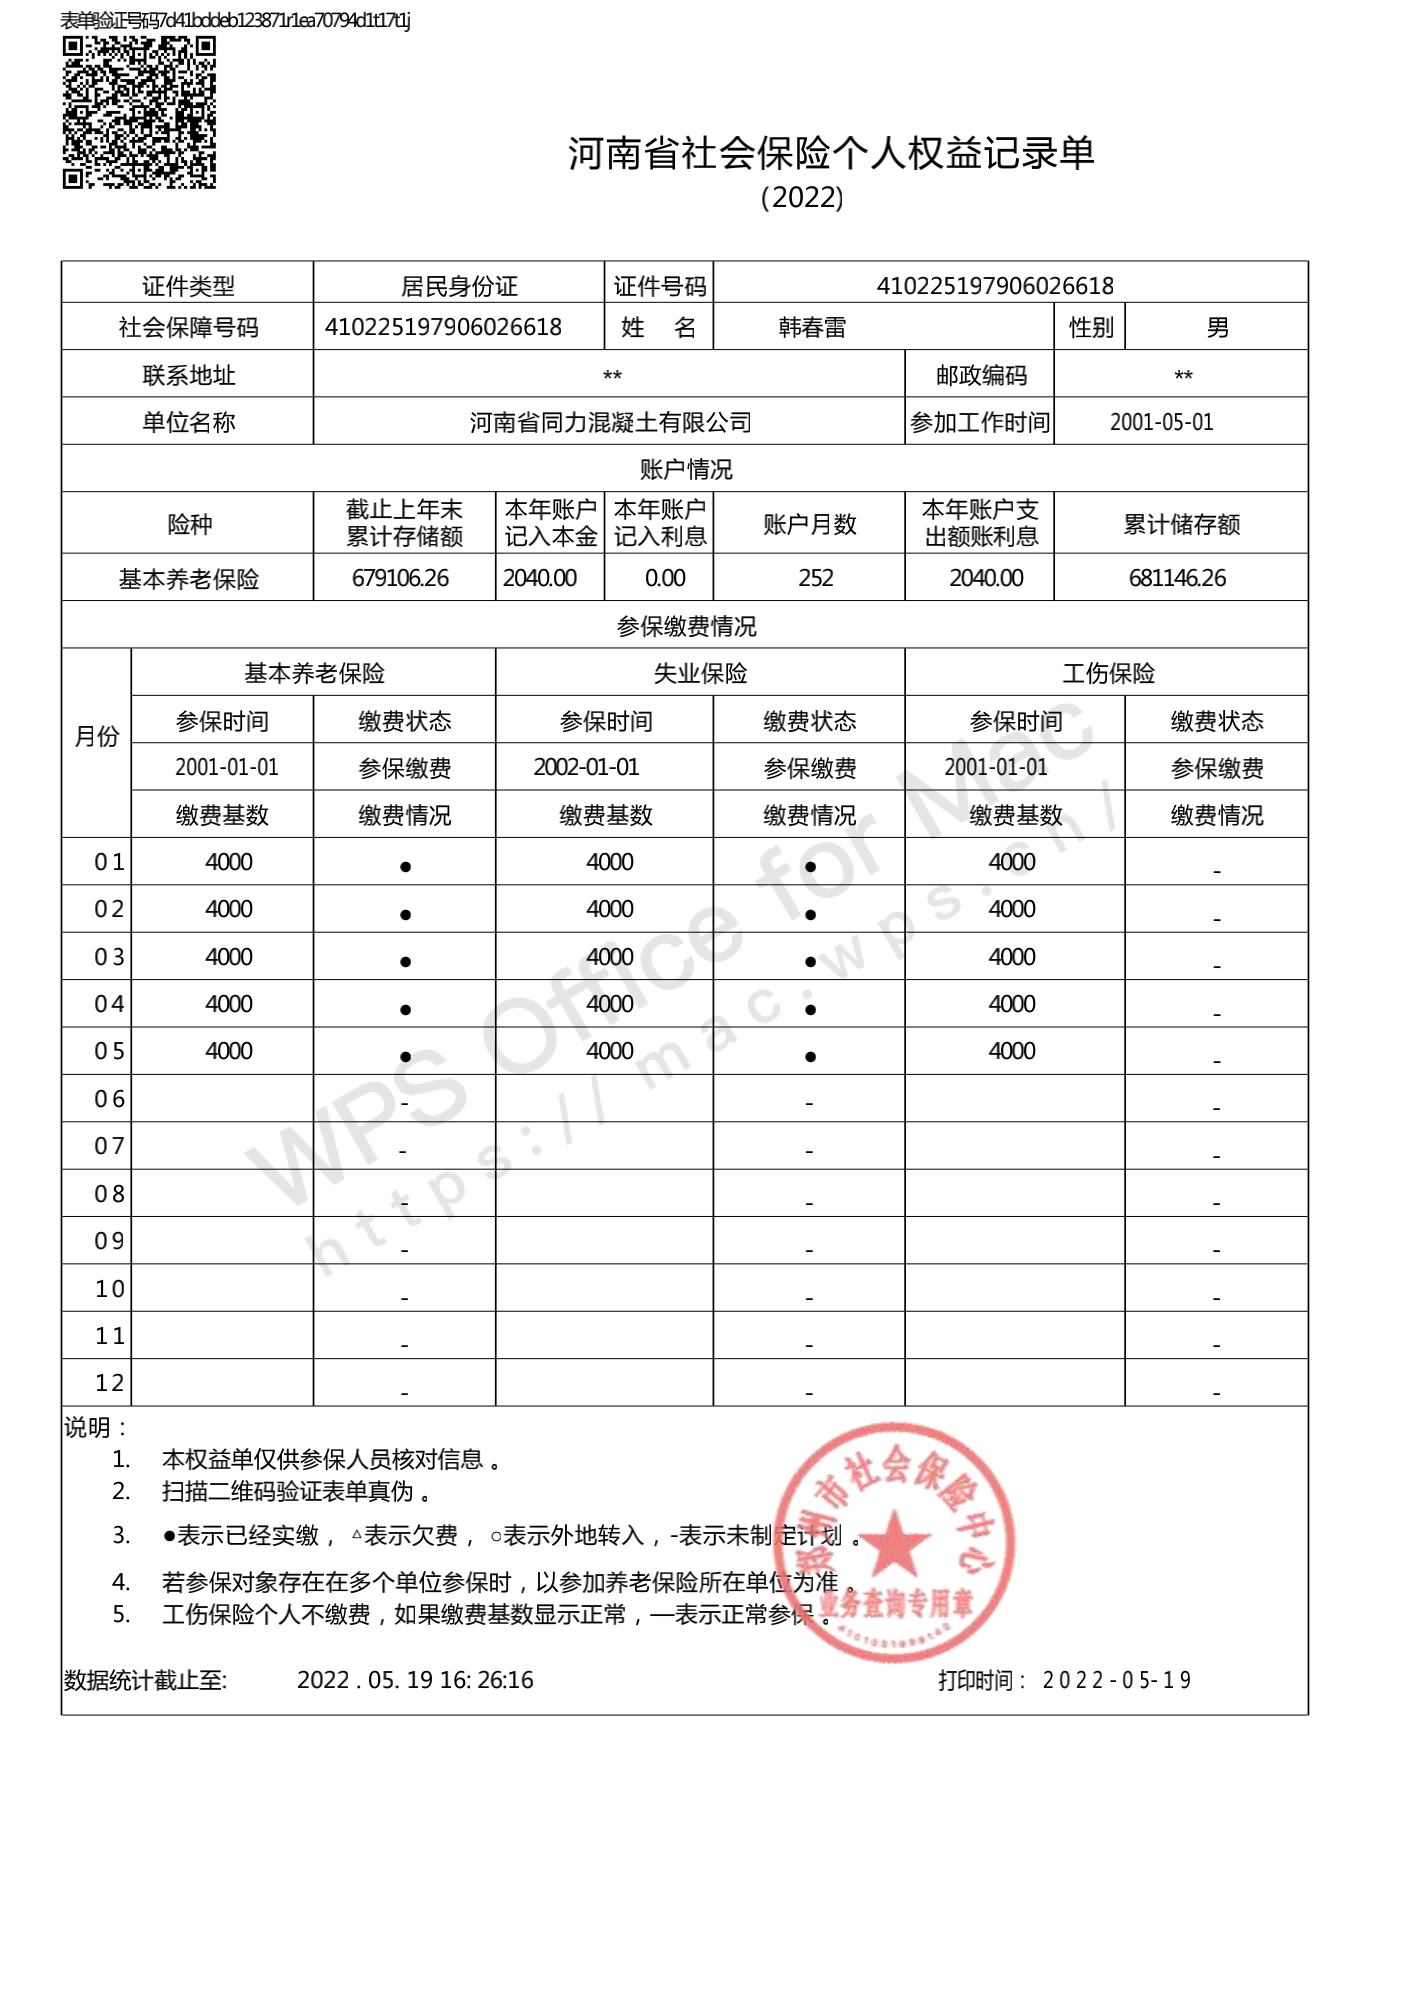 表单验证号码7d41bddeb123871r1ea70794d1t17t1j
河南省社会保险个人权益记录单
(2022)
证件类型 居民身份证 证件号码 410225197906026618
社会保障号码 410225197906026618 姓 名 韩春雷 性别 男
联系地址 ** 邮政编码 **
单位名称 河南省同力混凝土有限公司 参加工作时间 2001-05-01
账户情况
险种 截止上年末累计存储额 本年账户记入本金 本年账户记入利息 账户月数 本年账户支出额账利息 累计储存额
基本养老保险 679106.26 2040.00 0.00 252 2040.00 681146.26
参保缴费情况
月份 基本养老保险 失业保险 工伤保险
参保时间 缴费状态 参保时间 缴费状态 参保时间 缴费状态
2001-01-01 参保缴费 2002-01-01 参保缴费 2001-01-01 参保缴费
缴费基数 缴费情况 缴费基数 缴费情况 缴费基数 缴费情况
01 4000 ● 4000 ● 4000 -
02 4000 ● 4000 ● 4000 -
03 4000 ● 4000 ● 4000 -
04 4000 ● 4000 ● 4000 -
05 4000 ● 4000 ● 4000 -
06 - - -
07 - - -
08 - - -
09 - - -
10 - - -
11 - - -
12 - - -
WPS Office for Mac
https://mac.wps.cn/
说明：
1. 本权益单仅供参保人员核对信息。
2. 扫描二维码验证表单真伪。
3. ●表示已经实缴，△表示欠费，○表示外地转入，-表示未制定计划。
4. 若参保对象存在在多个单位参保时，以参加养老保险所在单位为准。
5. 工伤保险个人不缴费，如果缴费基数显示正常，—表示正常参保。
郑州市社会保险中心
业务查询专用章
数据统计截止至: 2022.05.19 16:26:16 打印时间：2022-05-19